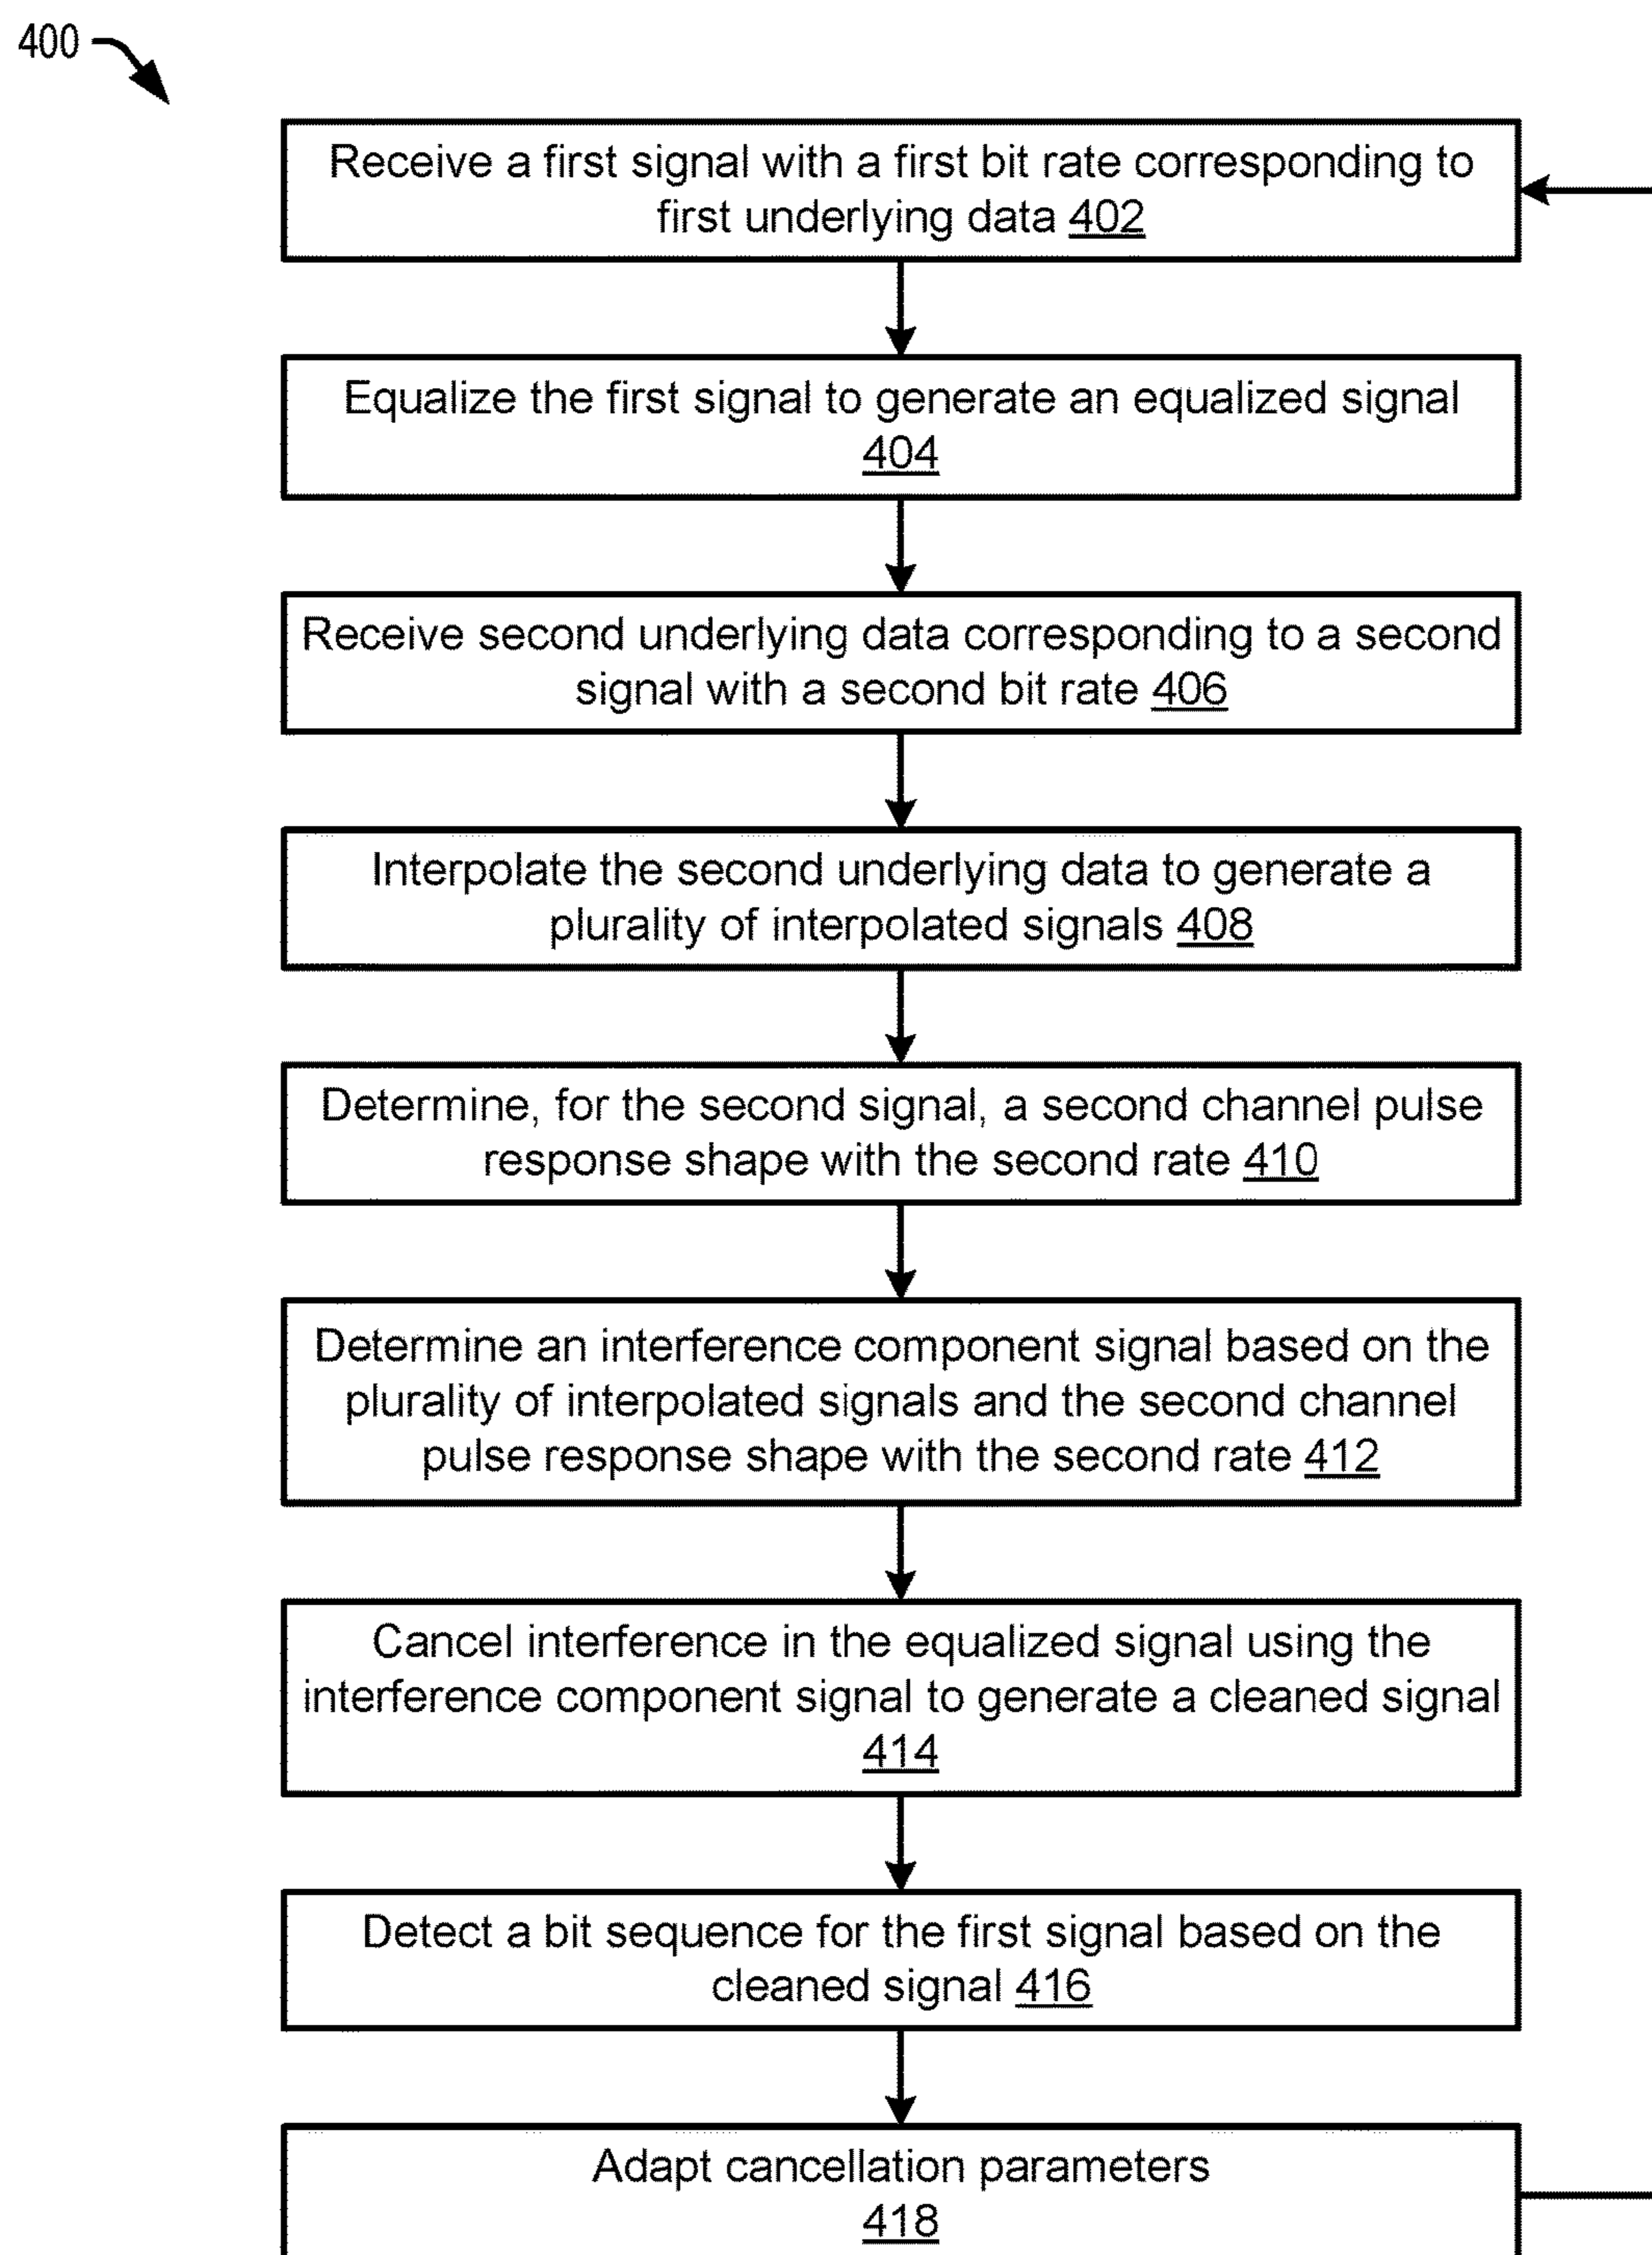 400
Receive a first signal with a first bit rate corresponding to
first underlying data 402
Equalize the first signal to generate an equalized signal
404
Receive second underlying data corresponding to a second
signal with a second bit rate 406
Interpolate the second underlying data to generate a
plurality of interpolated signals 408
Determine, for the second signal, a second channel pulse
response shape with the second rate 410
Determine an interference component signal based on the
plurality of interpolated signals and the second channel
pulse response shape with the second rate 412
Cancel interference in the equalized signal using the
interference component signal to generate a cleaned signal
414
Detect a bit sequence for the first signal based on the
cleaned signal 416
Adapt cancellation parameters
418